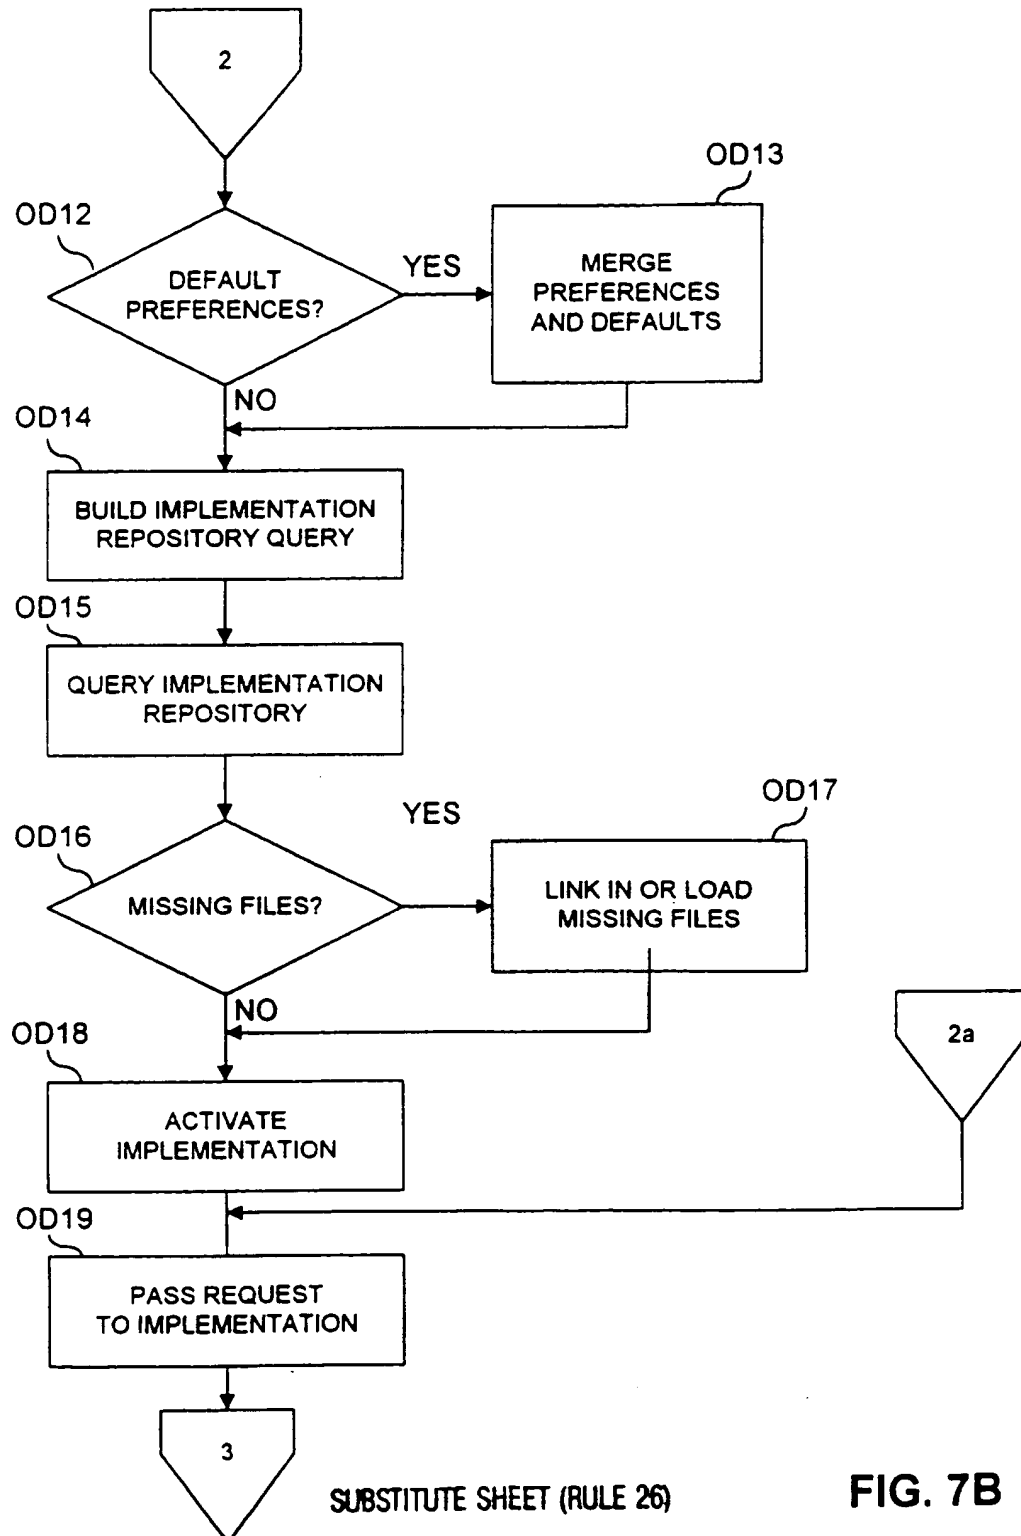 2
OD13
OD12
YES
DEFAULT
PREFERENCES?
MERGE
PREFERENCES
AND DEFAULTS
NO
OD14
BUILD IMPLEMENTATION
REPOSITORY QUERY
OD15
QUERY IMPLEMENTATION
REPOSITORY
YES
OD17
OD16
MISSING FILES?
LINK IN OR LOAD
MISSING FILES
NO
2a
OD18
ACTIVATE
IMPLEMENTATION
OD19
PASS REQUEST
TO IMPLEMENTATION
3
SUBSTITUTE SHEET (RULE 26)
FIG. 7B